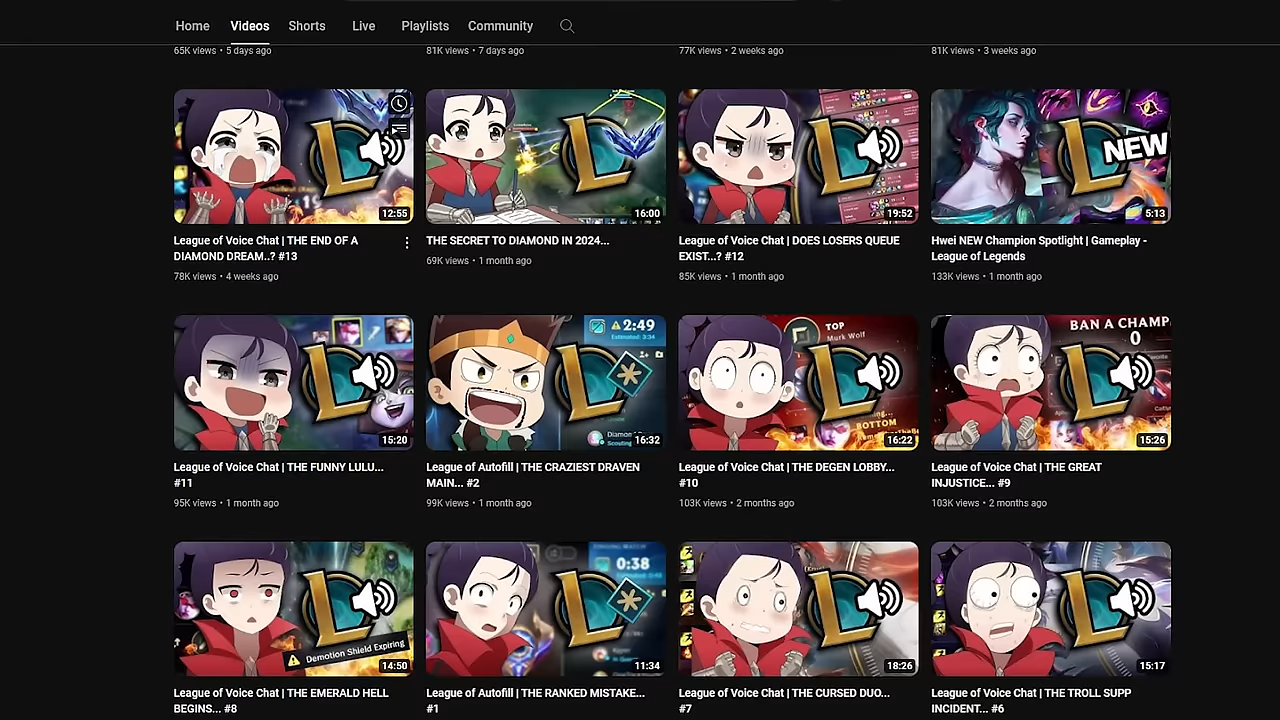 Home Videos Shorts Live Playlists Community
65K views • 5 days ago
81K views • 7 days ago
77K views • 2 weeks ago
81K views • 3 weeks ago
12:55
16:00
19:52
NEW
5:13
League of Voice Chat | THE END OF A
DIAMOND DREAM..? #13
78K views • 4 weeks ago
THE SECRET TO DIAMOND IN 2024...
69K views • 1 month ago
League of Voice Chat | DOES LOSERS QUEUE
EXIST...? #12
85K views • 1 month ago
Hwei NEW Champion Spotlight | Gameplay -
League of Legends
133K views • 1 month ago
15:20
2:49
Estimated: 3:34
16:32
TOP
Murk Wolf
BOTTOM
16:22
BAN A CHAMP
0
15:26
League of Voice Chat | THE FUNNY LULU...
#11
95K views • 1 month ago
League of Autofill | THE CRAZIEST DRAVEN
MAIN... #2
99K views • 1 month ago
League of Voice Chat | THE DEGEN LOBBY...
#10
103K views • 2 months ago
League of Voice Chat | THE GREAT
INJUSTICE... #9
103K views • 2 months ago
Demotion Shield Expiring
14:50
0:38
11:34
18:26
15:17
League of Voice Chat | THE EMERALD HELL
BEGINS... #8
League of Autofill | THE RANKED MISTAKE...
#1
League of Voice Chat | THE CURSED DUO...
#7
League of Voice Chat | THE TROLL SUPP
INCIDENT... #6